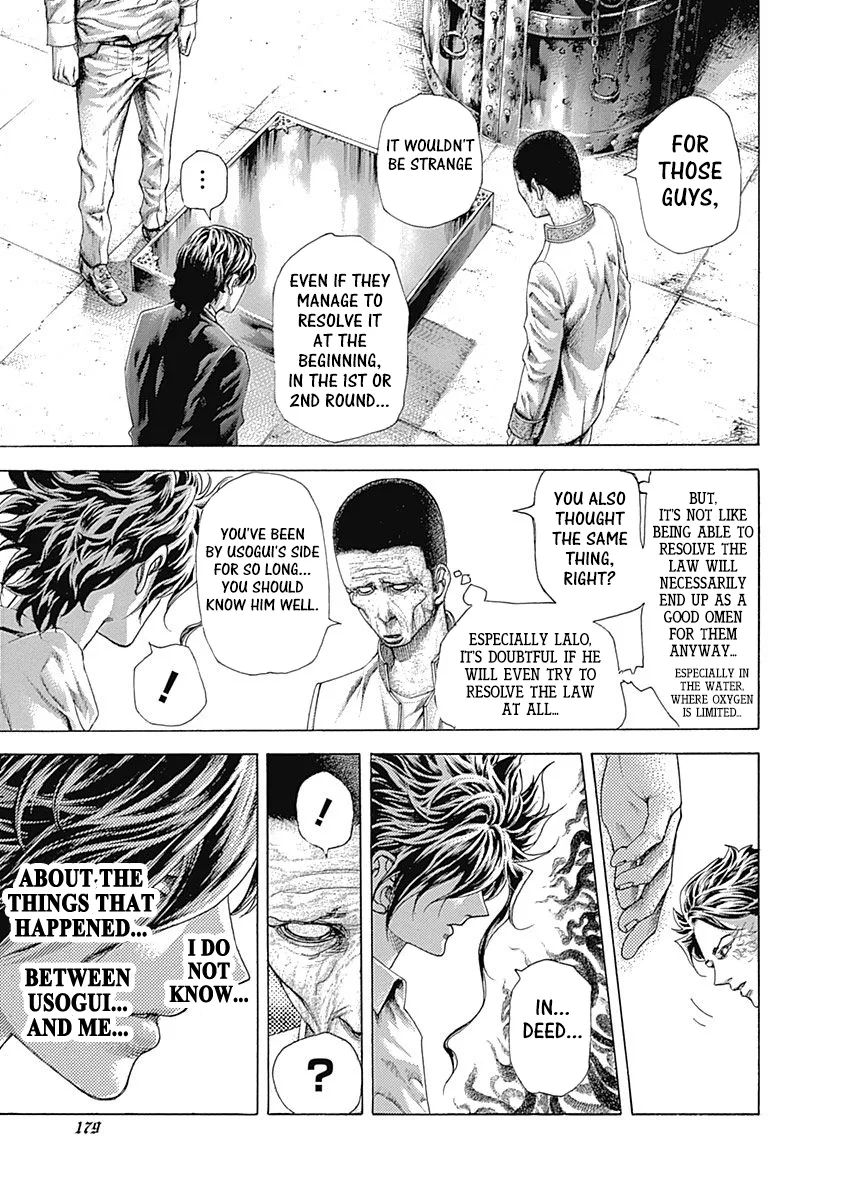 FOR
THOSE
GUYS,
IT WOULDN'T
BE STRANGE
EVEN IF THEY
MANAGE TO
RESOLVE IT
AT THE
BEGINNING,
IN THE 1ST OR
2ND ROUND...
...
BUT,
IT'S NOT LIKE
BEING ABLE TO
RESOLVE THE
LAW WILL
NECESSARILY
END UP AS A
GOOD OMEN
FOR THEM
ANYWAY...
ESPECIALLY IN
THE WATER,
WHERE OXYGEN
IS LIMITED...
YOU ALSO
THOUGHT
THE SAME
THING,
RIGHT?
ESPECIALLY LALO,
IT'S DOUBTFUL IF HE
WILL EVEN TRY TO
RESOLVE THE LAW
AT ALL...
YOU'VE BEEN
BY USOGUI'S SIDE
FOR SO LONG...
YOU SHOULD
KNOW HIM WELL.
!
IN...
DEED...
!
?
I DO
NOT
KNOW...
ABOUT THE
THINGS THAT
HAPPENED...
BETWEEN
USOGUI...
AND ME...
179